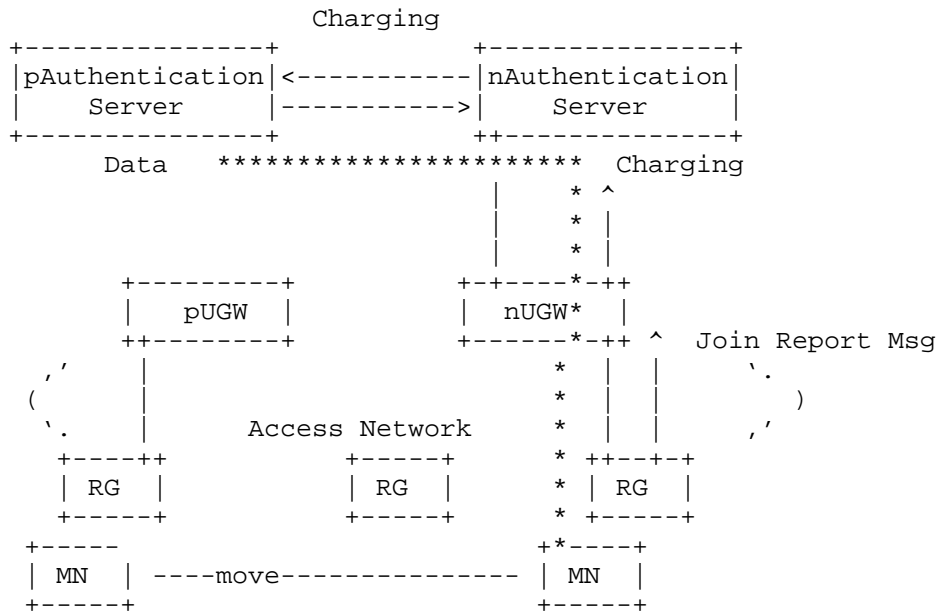 Charging
pAuthentication nAuthentication
Server Server
Data Charging
pUGW nUGW
Join Report Msg
Access Network
RG RG RG
MN move MN